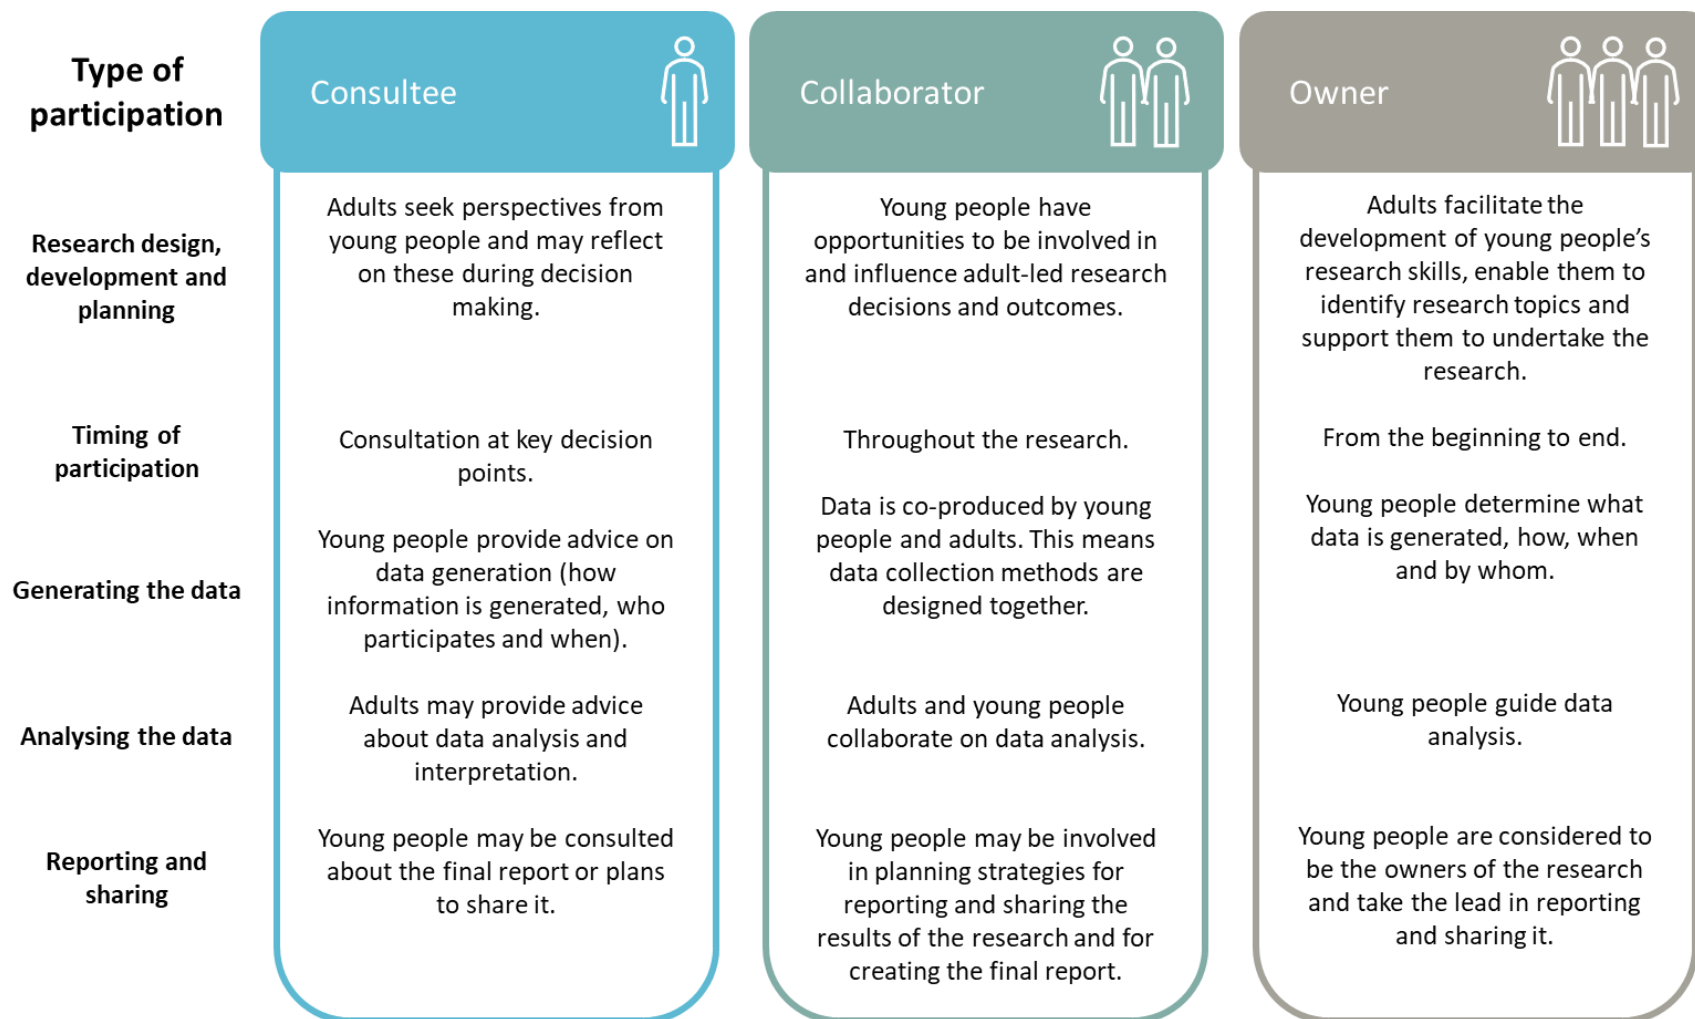 Type of
participation
Consultee
Collaborator
Owner
Research design,
development and
planning
Adults seek perspectives from
young people and may reflect
on these during decision
making.
Young people have
opportunities to be involved in
and influence adult-led research
decisions and outcomes.
Adults facilitate the
development of young people’s
research skills, enable them to
identify research topics and
support them to undertake the
research.
Timing of
participation
Consultation at key decision
points.
Throughout the research.
From the beginning to end.
Generating the data
Young people provide advice on
data generation (how
information is generated, who
participates and when).
Data is co-produced by young
people and adults. This means
data collection methods are
designed together.
Young people determine what
data is generated, how, when
and by whom.
Analysing the data
Adults may provide advice
about data analysis and
interpretation.
Adults and young people
collaborate on data analysis.
Young people guide data
analysis.
Reporting and
sharing
Young people may be consulted
about the final report or plans
to share it.
Young people may be involved
in planning strategies for
reporting and sharing the
results of the research and for
creating the final report.
Young people are considered to
be the owners of the research
and take the lead in reporting
and sharing it.